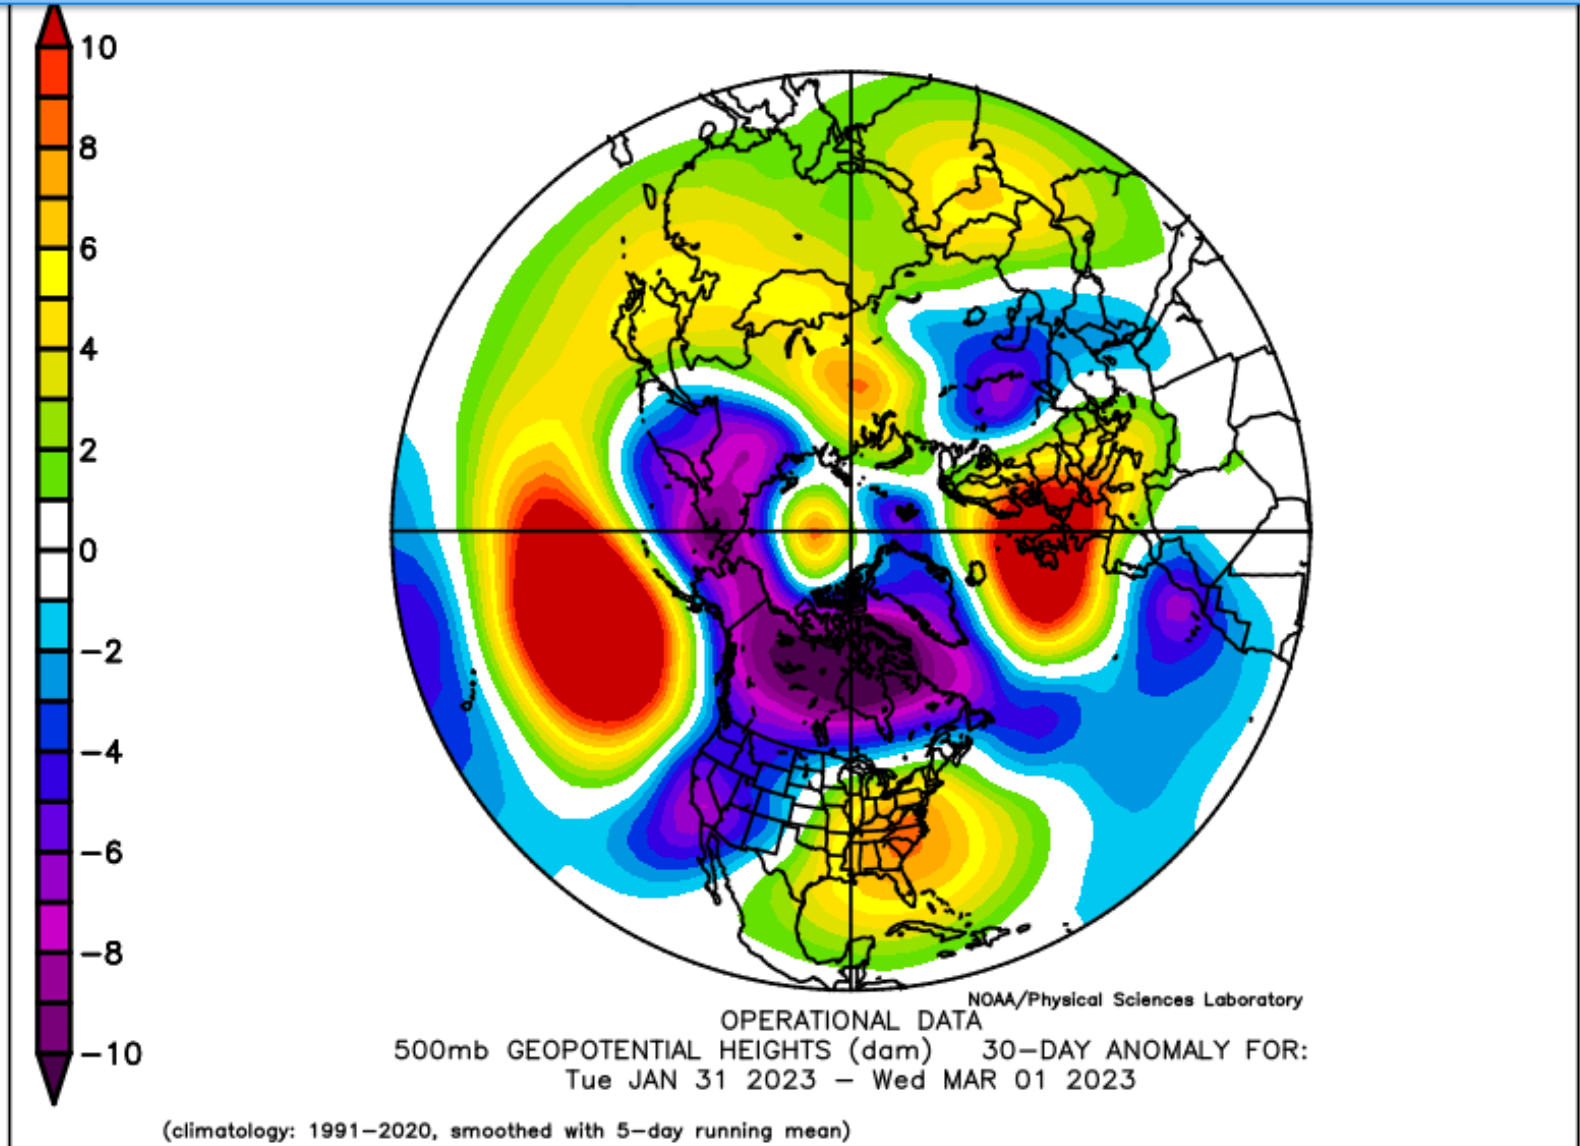 10
8
6
4
2
0
−2
−4
−6
−8
−10
NOAA/Physical Sciences Laboratory
OPERATIONAL DATA
500mb GEOPOTENTIAL HEIGHTS (dam) 30−DAY ANOMALY FOR:
Tue JAN 31 2023 − Wed MAR 01 2023
(climatology: 1991−2020, smoothed with 5−day running mean)